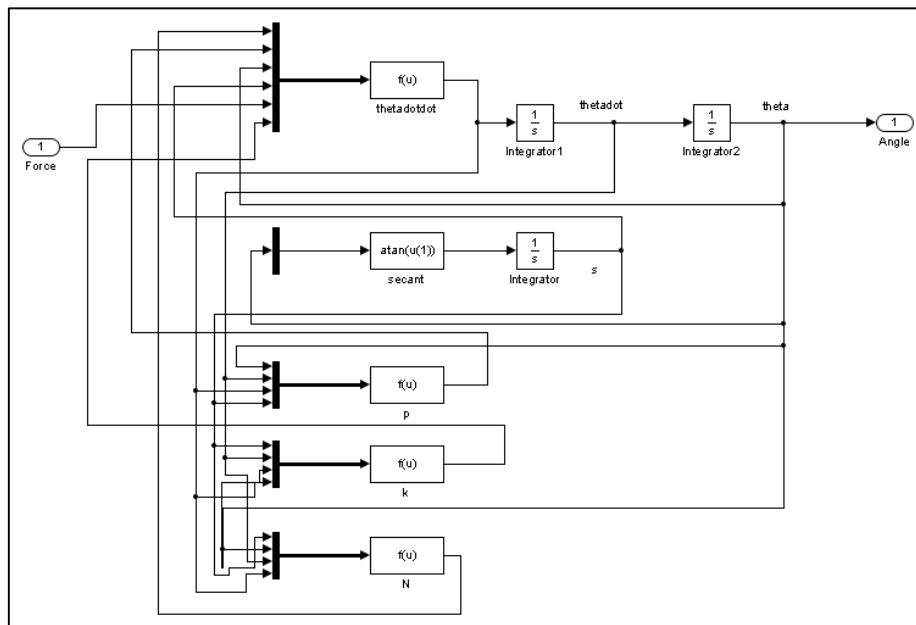 f(u)
thetadotdot
thetadot
theta
1
s
Integrator1
1
s
Integrator2
1
Angle
1
Force
atan(u(1))
secant
1
s
Integrator
s
f(u)
p
f(u)
k
f(u)
N